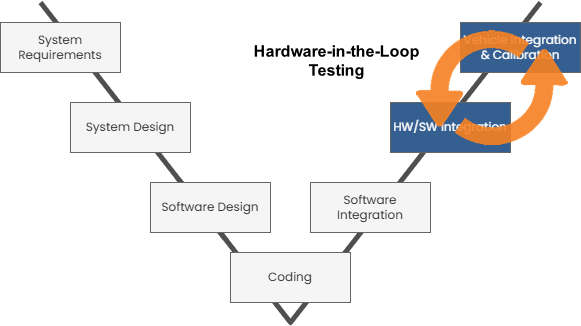 System
Requirements
Hardware-in-the-Loop
Testing
Vehicle Integration
& Calibration
System Design
HW/SW Integration
Software Design
Software
Integration
Coding